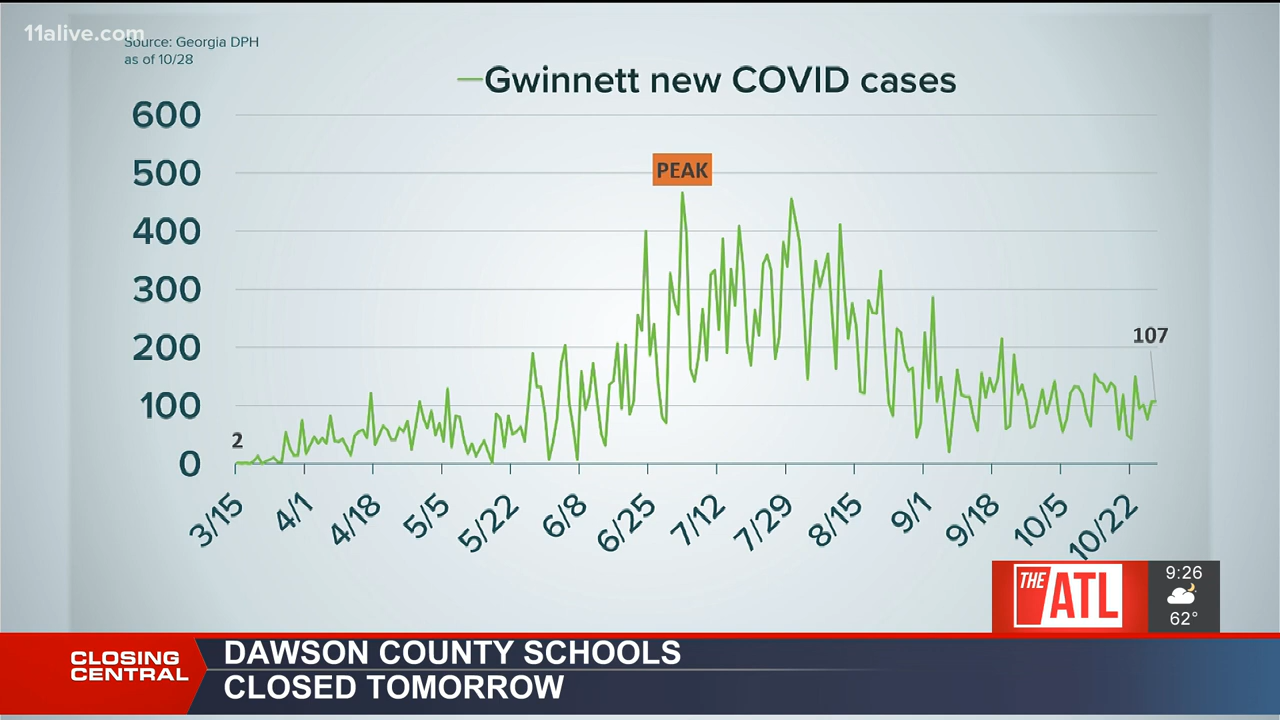 11alive.com
Source: Georgia DPH
as of 10/28
Gwinnett new COVID cases
600
500
400
300
200
100
0
PEAK
2
107
3/15
4/1
4/18
5/5
5/22
6/8
6/25
7/12
7/29
8/15
9/1
9/18
10/5
10/22
THE ATL
9:26
62°
CLOSING
CENTRAL
DAWSON COUNTY SCHOOLS
CLOSED TOMORROW